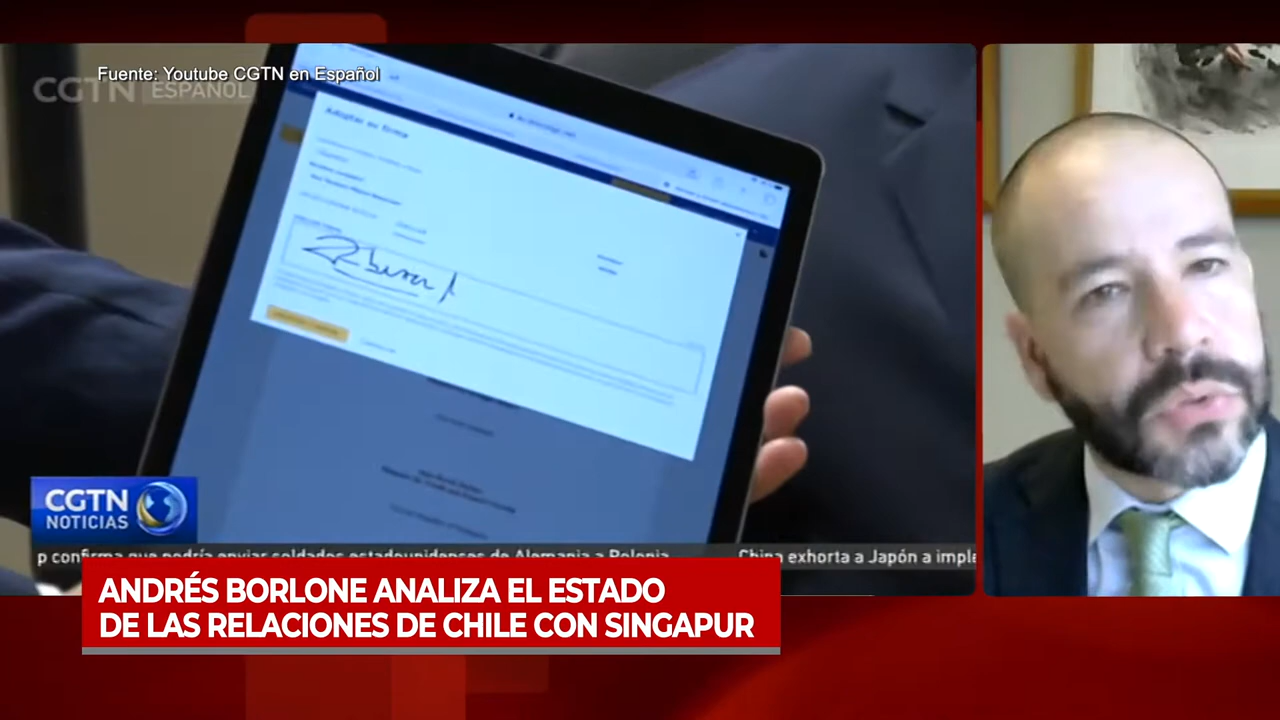 Fuente: Youtube CGTN en Español
CGTN ESPAÑOL
Adoptar su firma
CGTN
NOTICIAS
p confirma que podría enviar soldados estadounidenses de Alemania a Polonia
China exhorta a Japón a imple
ANDRÉS BORLONE ANALIZA EL ESTADO
DE LAS RELACIONES DE CHILE CON SINGAPUR